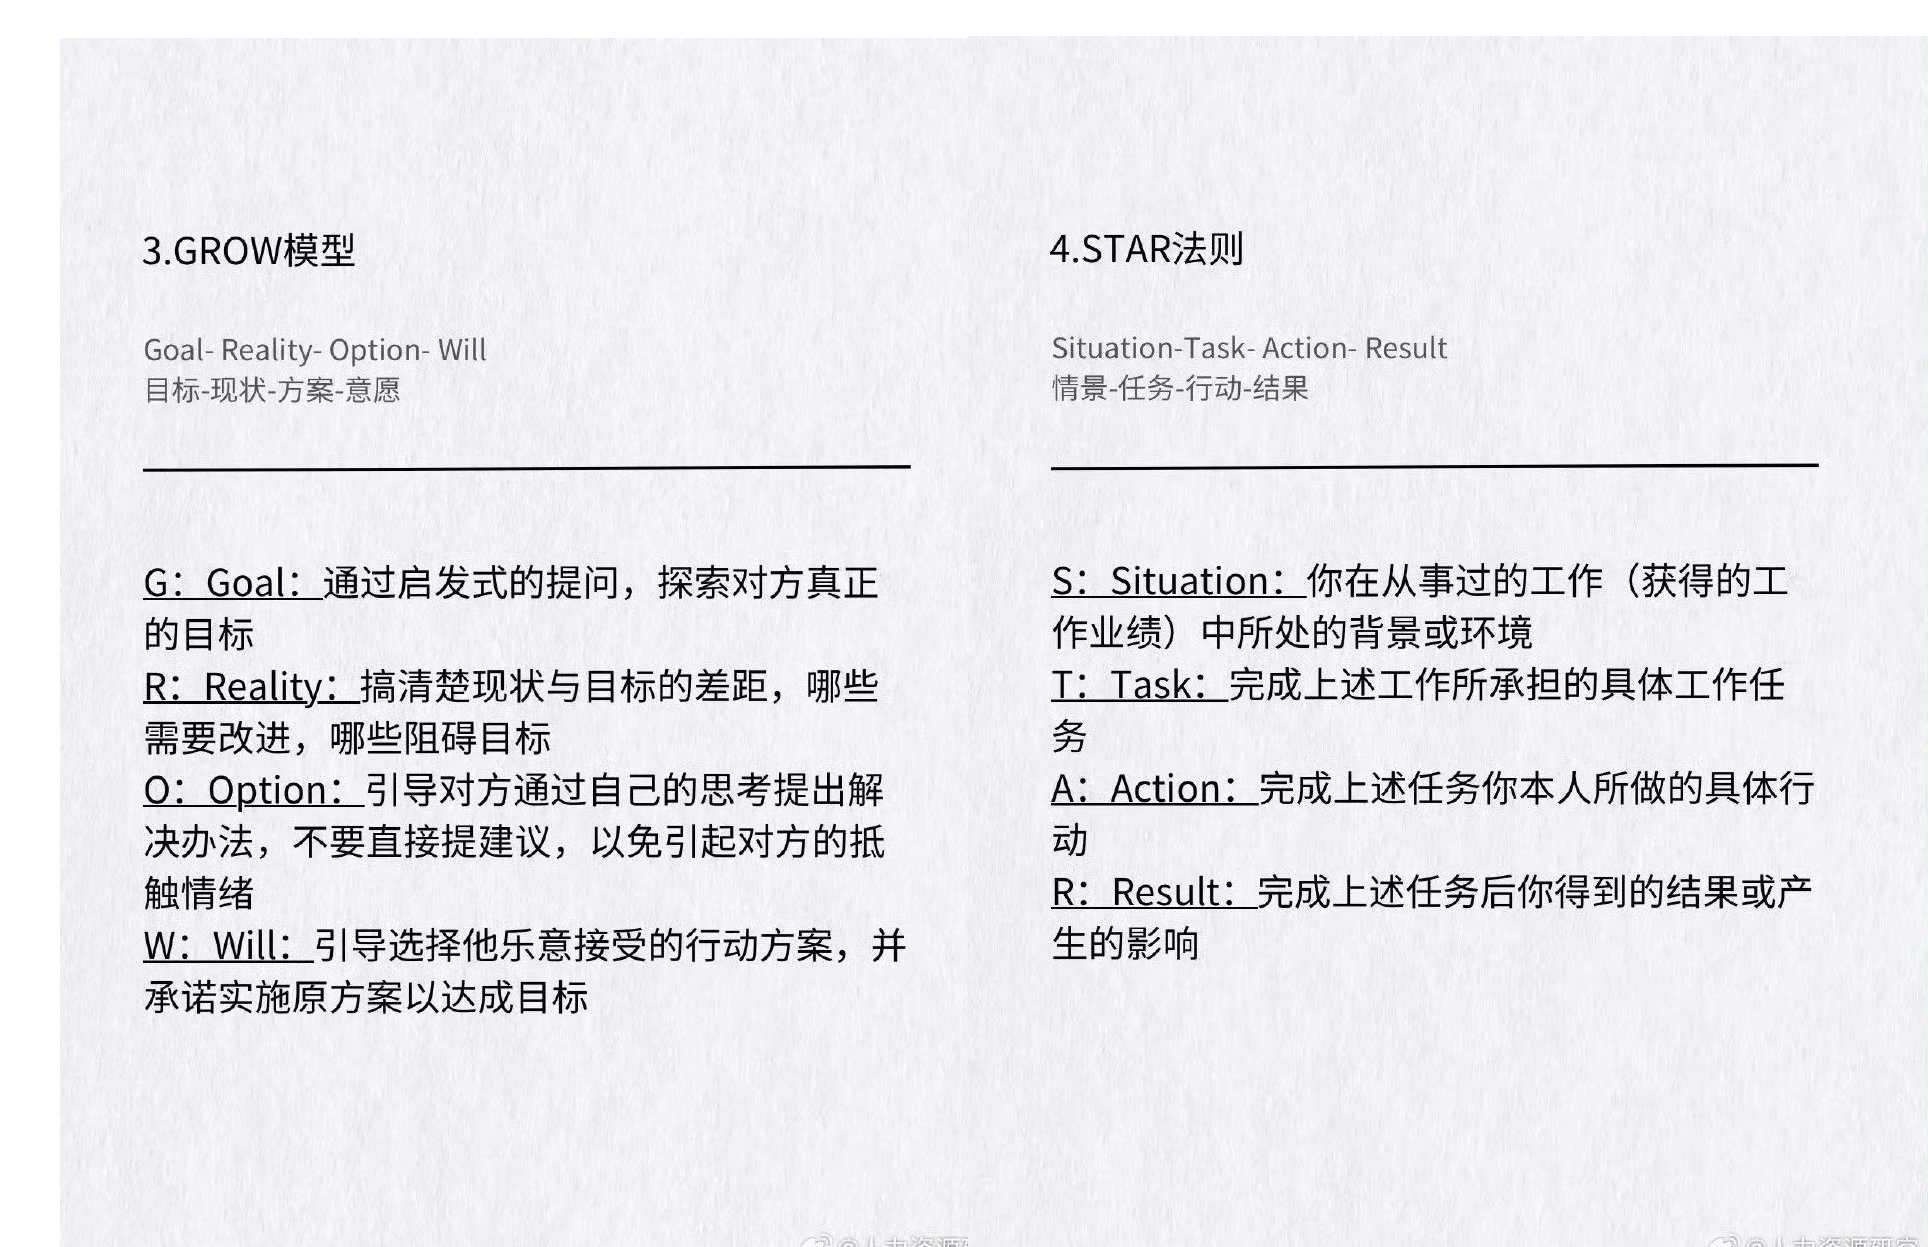 3.GROW模型
Goal- Reality- Option- Will
目标-现状-方案-意愿
G：Goal：通过启发式的提问，探索对方真正
的目标
R：Reality：搞清楚现状与目标的差距，哪些
需要改进，哪些阻碍目标
O：Option：引导对方通过自己的思考提出解
决办法，不要直接提建议，以免引起对方的抵
触情绪
W：Will：引导选择他乐意接受的行动方案，并
承诺实施原方案以达成目标
4.STAR法则
Situation-Task- Action- Result
情景-任务-行动-结果
S：Situation：你在从事过的工作（获得的工
作业绩）中所处的背景或环境
T：Task：完成上述工作所承担的具体工作任
务
A：Action：完成上述任务你本人所做的具体行
动
R：Result：完成上述任务后你得到的结果或产
生的影响